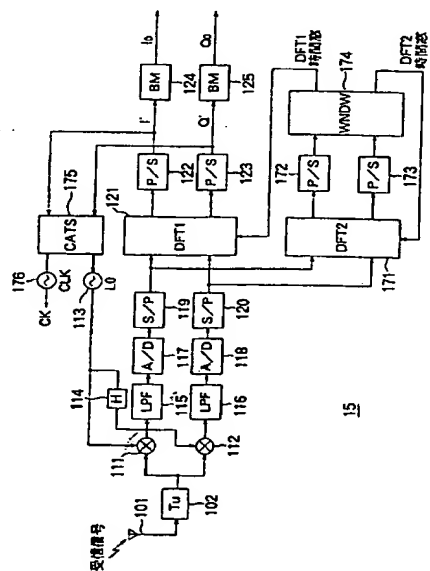 受信信号
101
Tu
102
111
112
H
114
LO
113
CLK
CK
176
CATS
175
LPF
115
LPF
116
A/D
117
A/D
118
S/P
119
S/P
120
DFT1
121
P/S
122
P/S
123
I'
Q'
BM
124
BM
125
I0
Q0
DFT2
171
P/S
172
P/S
173
WNDW
174
DFT1
時間窓
DFT2
時間窓
15